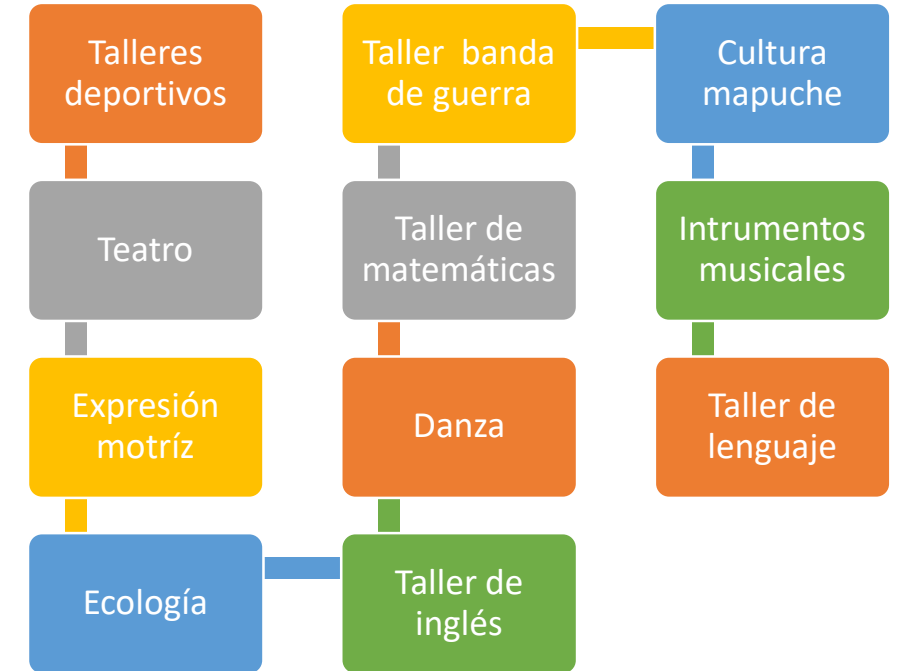 Talleres
deportivos
Teatro
Expresión
motríz
Ecología
Taller de
inglés
Danza
Taller de
matemáticas
Taller  banda
de guerra
Cultura
mapuche
Intrumentos
musicales
Taller de
lenguaje